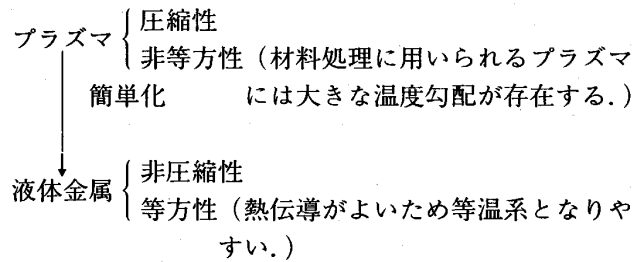 プラズマ
圧縮性
非等方性（材料処理に用いられるプラズマ
簡単化 には大きな温度勾配が存在する．）
液体金属
非圧縮性
等方性（熱伝導がよいため等温系となりや
すい．）